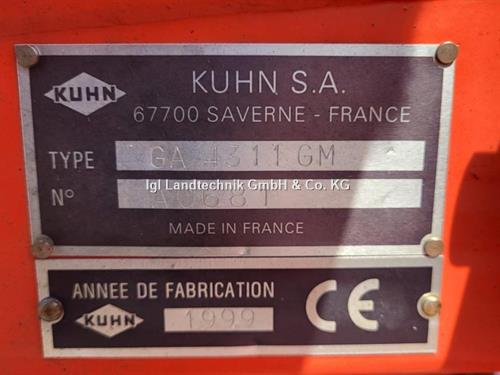 KUHN
KUHN S.A.
67700 SAVERNE - FRANCE
TYPE GA 4311 GM
Igl Landtechnik GmbH & Co. KG
N° A0681
MADE IN FRANCE
ANNEE DE FABRICATION
KUHN 1999
CE